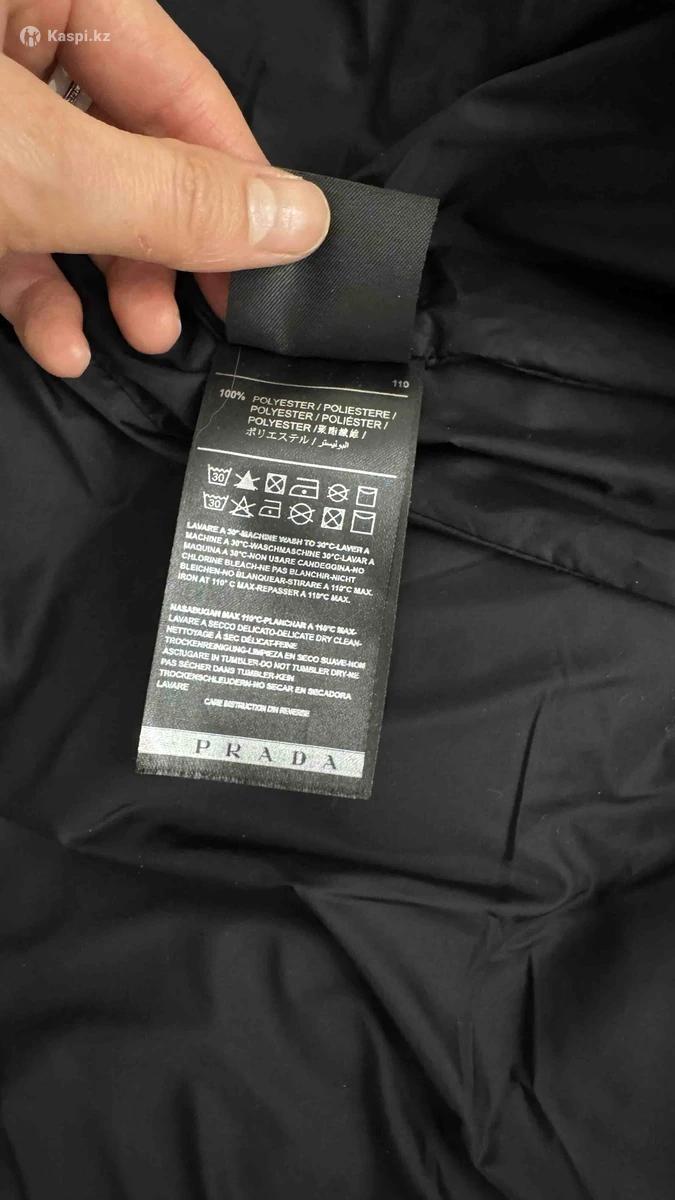 Kaspi.kz
110
100% POLYESTER / POLIESTERE /
POLYESTER / POLIÉSTER /
POLYESTER /聚酯纖維 /
ポリエステル / البوليستر
30
30
LAVARE A 30°-MACHINE WASH TO 30°C-LAVER A
MACHINE A 30°C-WASCHMASCHINE 30°C-LAVAR A
MAQUINA A 30°C-NON USARE CANDEGGINA-NO
CHLORINE BLEACH-NE PAS BLANCHIR-NICHT
BLEICHEN-NO BLANQUEAR-STIRARE A 110°C MAX.
IRON AT 110° C MAX-REPASSER A 110°C MAX.
NASABUGAN MAX 110°C-PLANCHAR A 110°C MAX-
LAVARE A SECCO DELICATO-DELICATE DRY CLEAN-
NETTOYAGE À SEC DÉLICAT-FEINE
TROCKENREINIGUNG-LIMPIEZA EN SECO SUAVE-NON
ASCIUGARE IN TUMBLER-DO NOT TUMBLER DRY-NE
PAS SÉCHER DANS TUMBLER-KEIN
TROCKENSCHLEUDERN-NO SECAR EN SECADORA
LAVARE
CARE INSTRUCTION ON REVERSE
PRADA